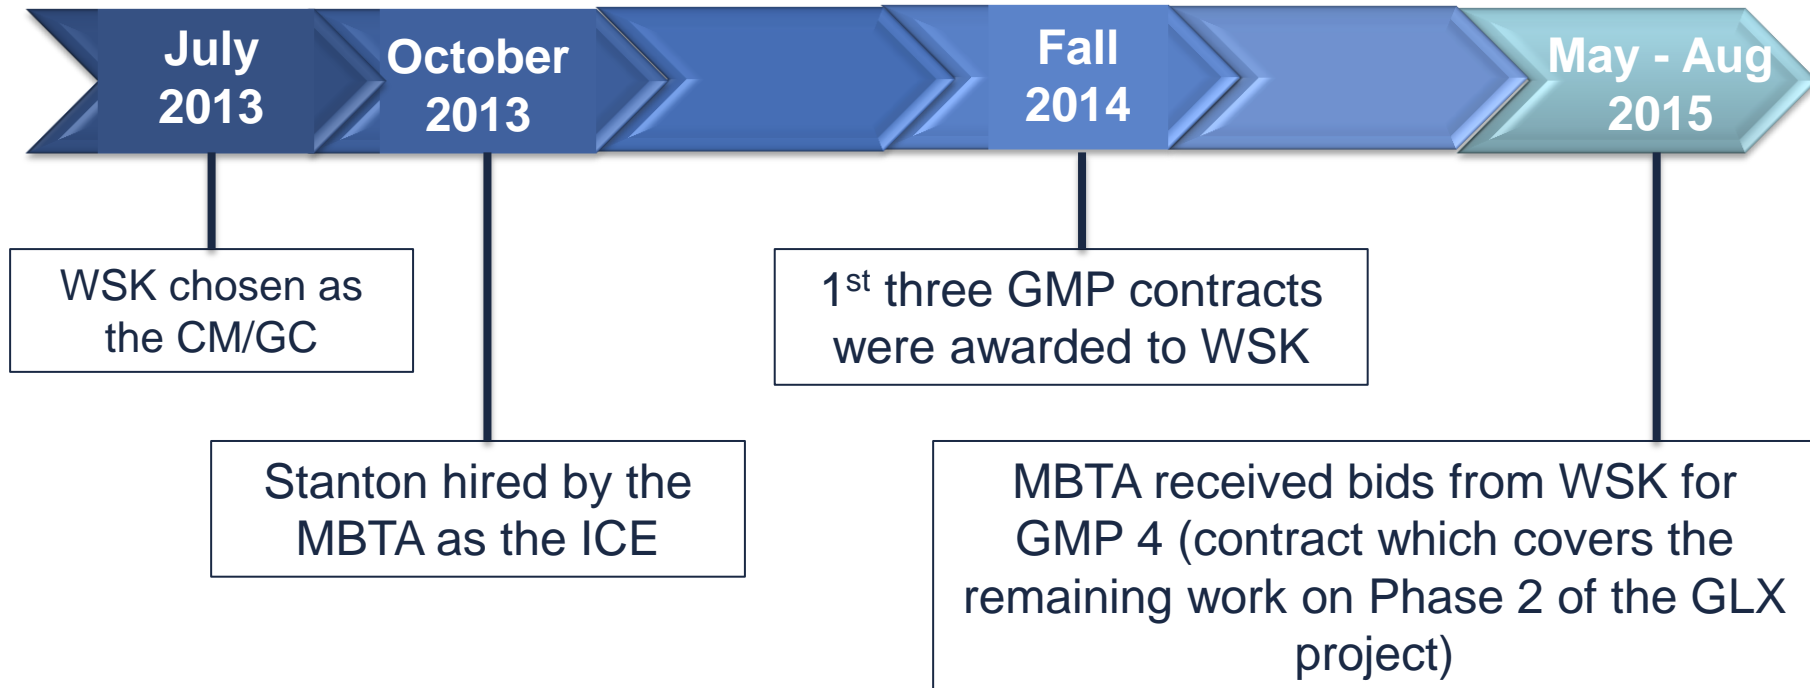 July
2013
October
2013
Fall
2014
May - Aug
2015
WSK chosen as
the CM/GC
1st three GMP contracts
were awarded to WSK
Stanton hired by the
MBTA as the ICE
MBTA received bids from WSK for
GMP 4 (contract which covers the
remaining work on Phase 2 of the GLX
project)